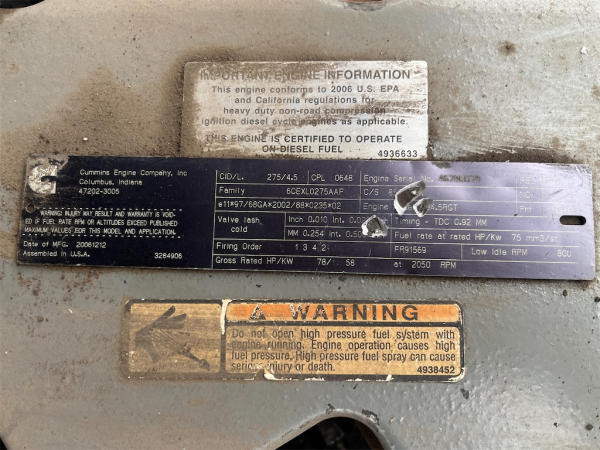 IMPORTANT ENGINE INFORMATION
This engine conforms to 2006 U.S. EPA
and California regulations for
heavy duty non-road compression
ignition diesel cycle engines as applicable.
THIS ENGINE IS CERTIFIED TO OPERATE
ON DIESEL FUEL
4936633
Cummins Engine Company, Inc
Columbus, Indiana
47202-3005
WARNING! INJURY MAY RESULT AND WARRANTY IS VOID-
ED IF FUEL RATE RPM OR ALTITUDES EXCEED PUBLISHED
MAXIMUM VALUES FOR THIS MODEL AND APPLICATION.
Date of MFG. 20061212
Assembled in U.S.A. 3284906
CID/L. 275/4.5 CPL 0648 Engine Serial No.
Family 6CEXL0275AAF C/S
e11*97/68GA*2002/88*0235*02 Engine
Valve lash Inch 0.010 Int. Timing - TDC 0.92 MM
cold MM 0.254 Int. Fuel rate at rated HP/Kw 75 mm3/st
Firing Order 1 3 4 2 FR91569 Low Idle RPM 800
Gross Rated HP/KW 78/ 58 at 2050 RPM
WARNING
Do not open high pressure fuel system with
engine running. Engine operation causes high
fuel pressure. High pressure fuel spray can cause
serious injury or death.
4938452